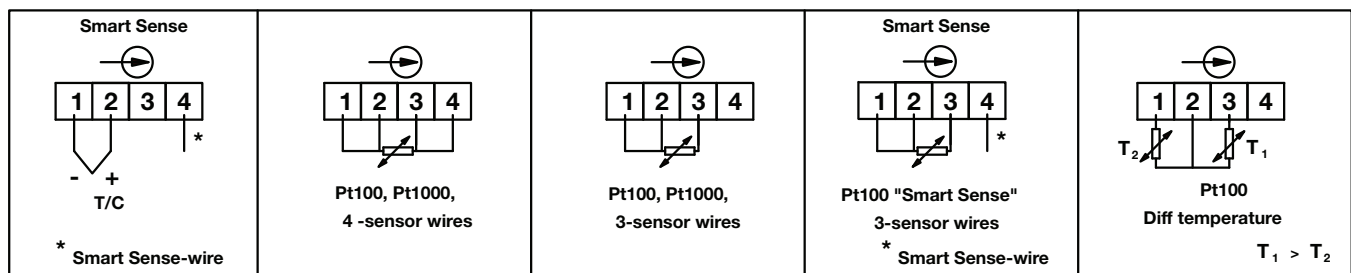 Smart Sense
1 2 3 4
*
- +
T/C
* Smart Sense-wire
1 2 3 4
Pt100, Pt1000,
4 -sensor wires
1 2 3 4
Pt100, Pt1000,
3-sensor wires
Smart Sense
1 2 3 4
*
Pt100 "Smart Sense"
3-sensor wires
* Smart Sense-wire
1 2 3 4
T₂ T₁
Pt100
Diff temperature
T₁ > T₂